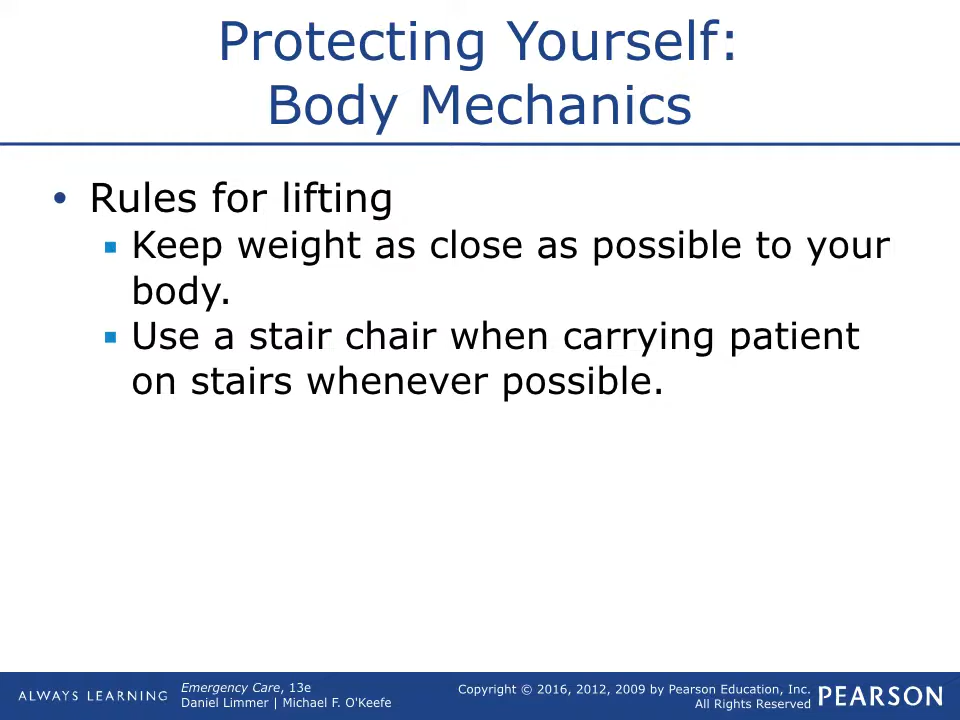 Protecting Yourself:
Body Mechanics
• Rules for lifting
▪ Keep weight as close as possible to your
body.
▪ Use a stair chair when carrying patient
on stairs whenever possible.
ALWAYS LEARNING
Emergency Care, 13e
Daniel Limmer | Michael F. O'Keefe
Copyright © 2016, 2012, 2009 by Pearson Education, Inc.
All Rights Reserved
PEARSON